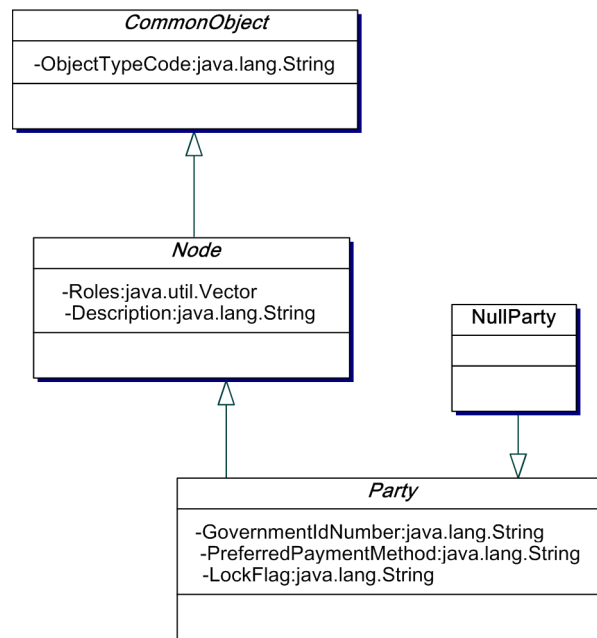 CommonObject
-ObjectTypeCode:java.lang.String
Node
-Roles:java.util.Vector
-Description:java.lang.String
NullParty
Party
-GovernmentIdNumber:java.lang.String
-PreferredPaymentMethod:java.lang.String
-LockFlag:java.lang.String